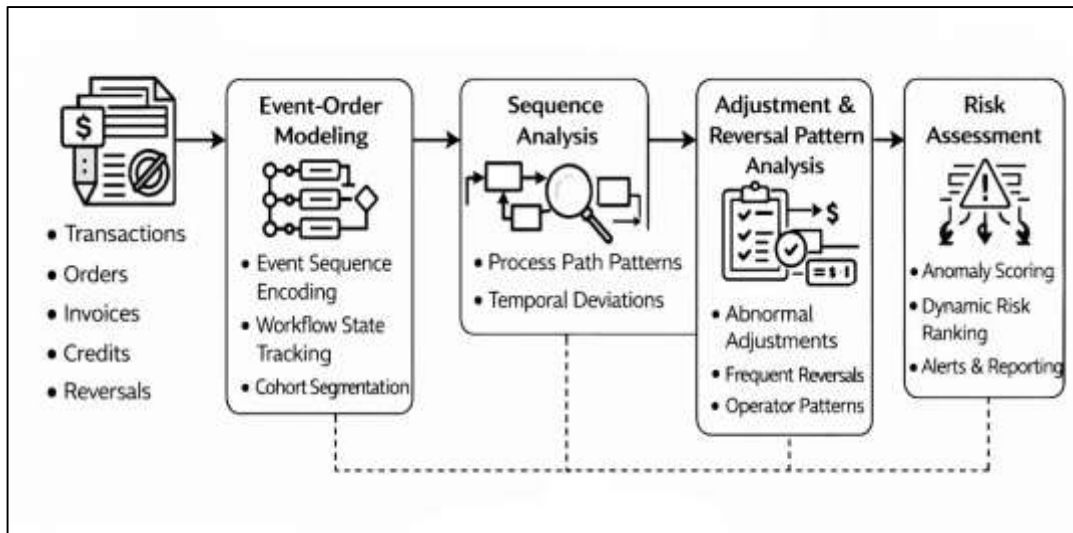 $
• Transactions
• Orders
• Invoices
• Credits
• Reversals
Event-Order
Modeling
• Event Sequence
Encoding
• Workflow State
Tracking
• Cohort Segmentation
Sequence
Analysis
• Process Path Patterns
• Temporal Deviations
Adjustment &
Reversal Pattern
Analysis
$
• Abnormal
Adjustments
• Frequent Reversals
• Operator Patterns
Risk
Assessment
!
• Anomaly Scoring
• Dynamic Risk
Ranking
• Alerts & Reporting